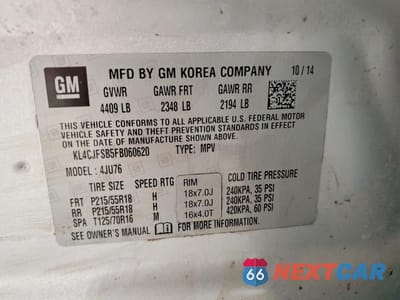 GM
MFD BY GM KOREA COMPANY 10/14
GVWR GAWR FRT GAWR RR
4409 LB 2348 LB 2194 LB
THIS VEHICLE CONFORMS TO ALL APPLICABLE U.S. FEDERAL MOTOR
VEHICLE SAFETY, BUMPER, AND THEFT PREVENTION STANDARDS IN
EFFECT ON THE DATE OF MANUFACTURE SHOWN ABOVE.
KL4CJFSB5FB060620 TYPE: MPV
MODEL: 4JU76
TIRE SIZE SPEED RTG RIM COLD TIRE PRESSURE
FRT P215/55R18 H 18x7.0J 240KPA, 35 PSI
RR P215/55R18 H 18x7.0J 240KPA, 35 PSI
SPA T125/70R16 M 16x4.0T 420KPA, 60 PSI
SEE OWNER'S MANUAL FOR MORE INFORMATION.
66 NEXTCAR